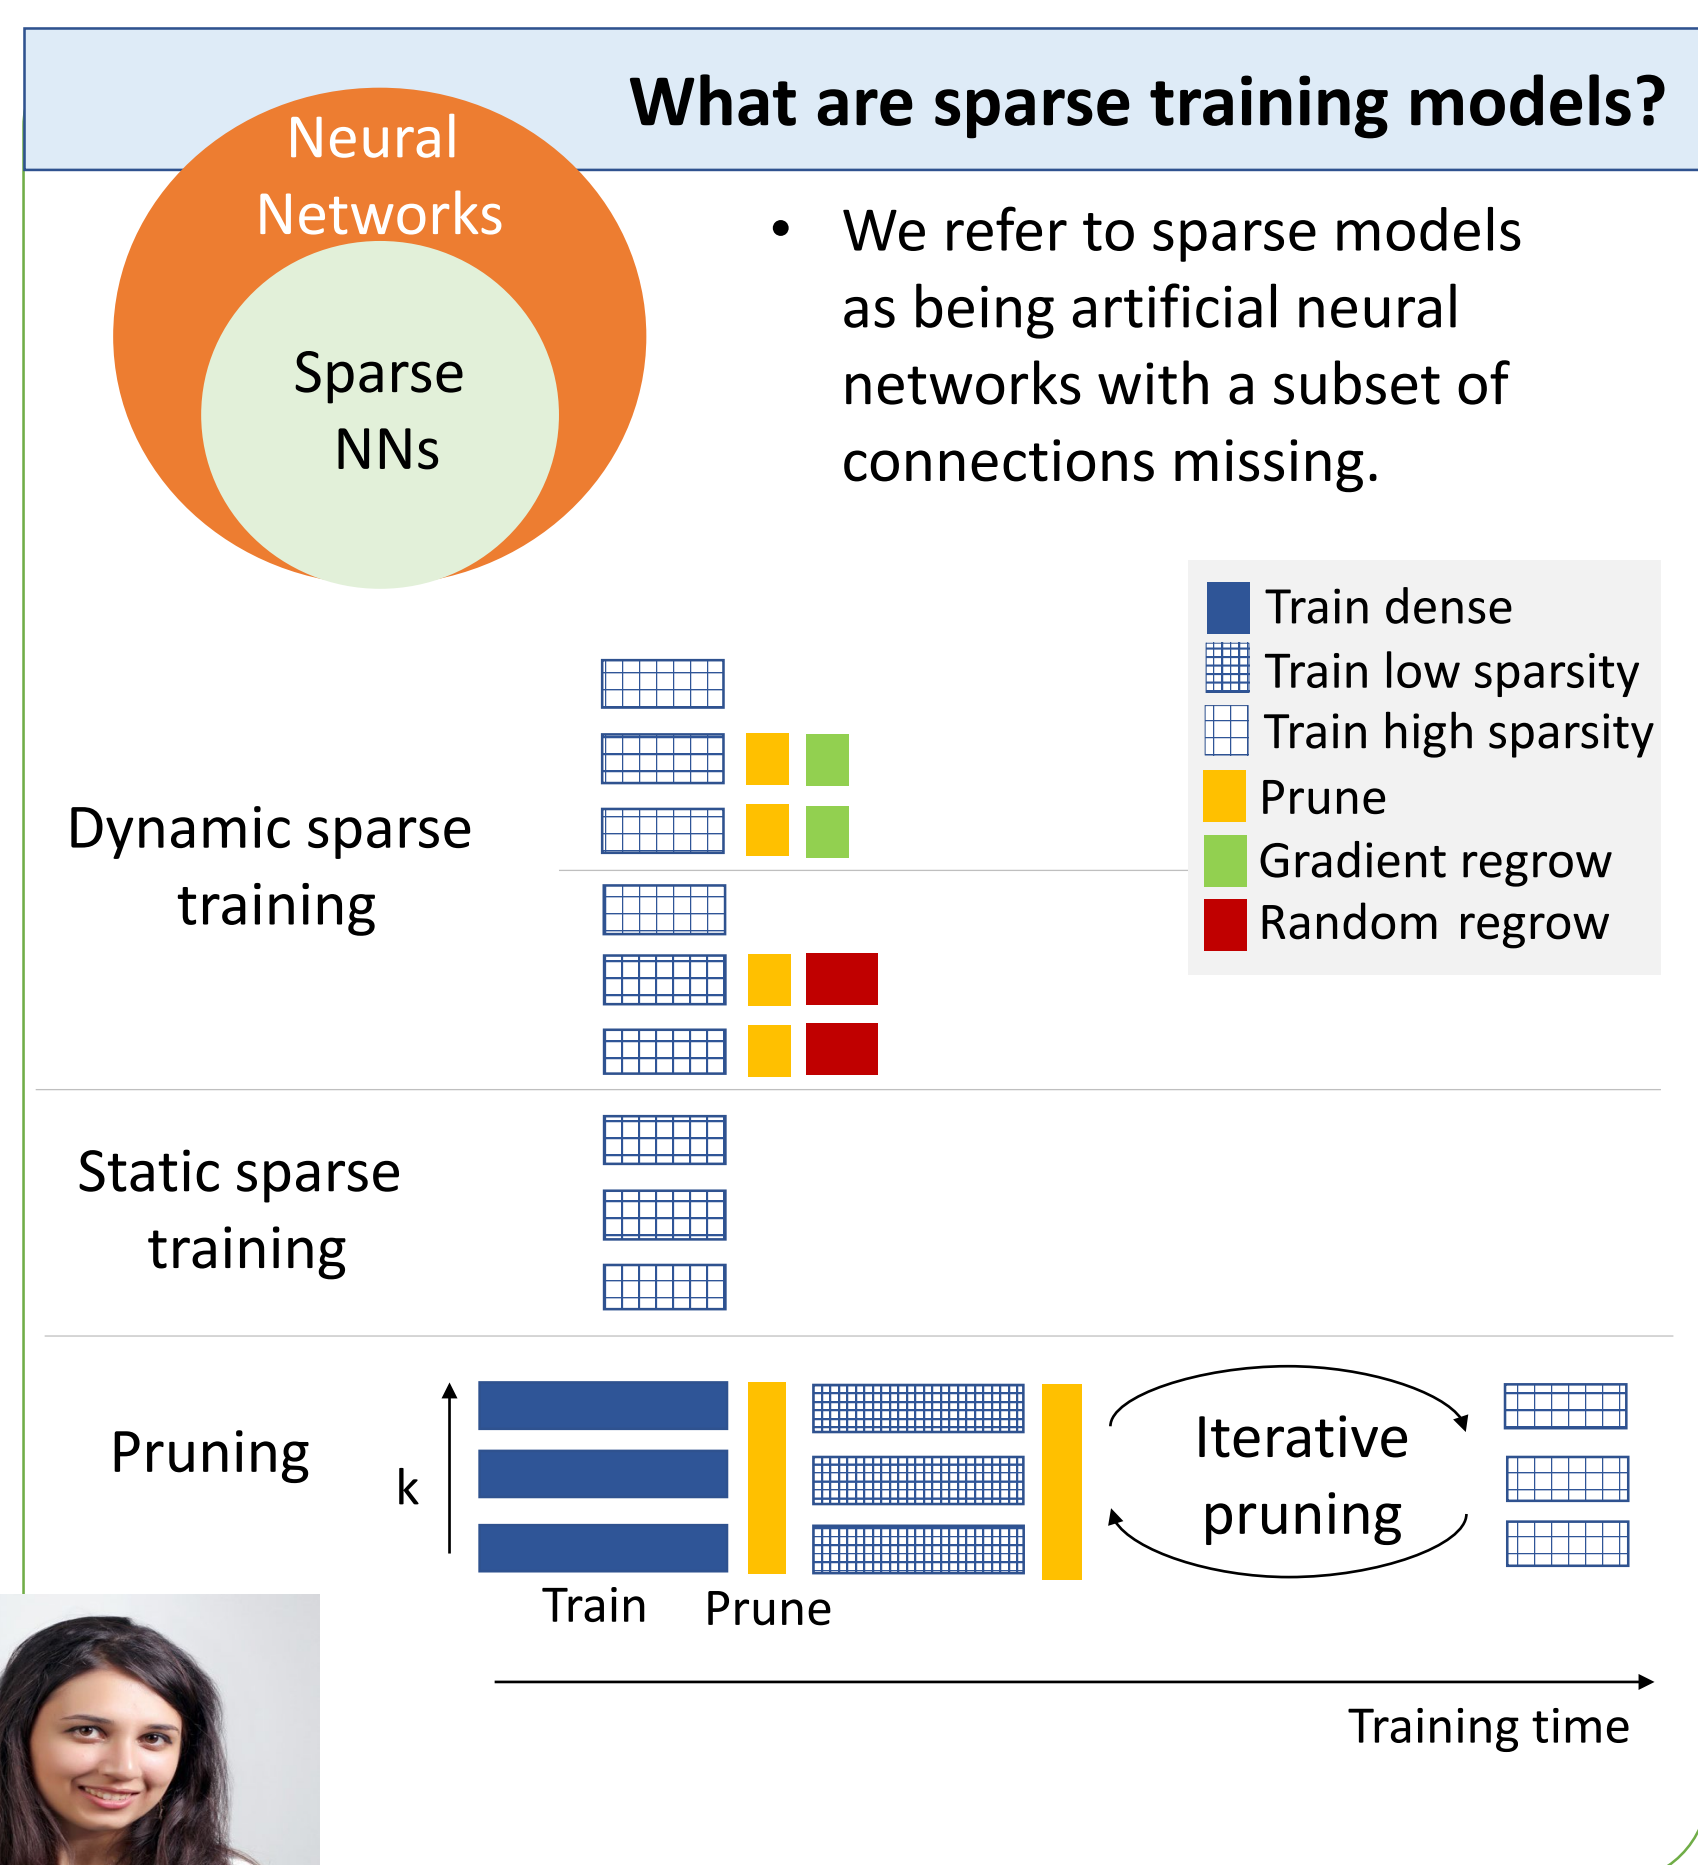 What are sparse training models?
Neural
Networks
Sparse
NNs
• We refer to sparse models
as being artificial neural
networks with a subset of
connections missing.
Train dense
Train low sparsity
Train high sparsity
Prune
Gradient regrow
Random regrow
Dynamic sparse
training
Static sparse
training
Pruning
k
Iterative
pruning
Train
Prune
Training time